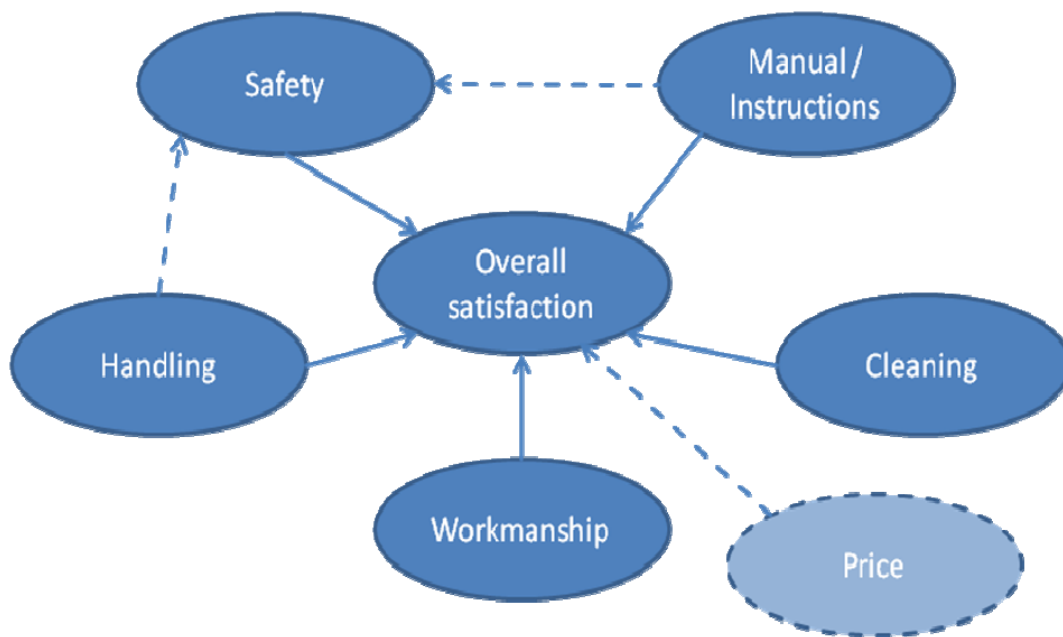 Safety
Manual /
Instructions
Overall
satisfaction
Handling
Cleaning
Workmanship
Price